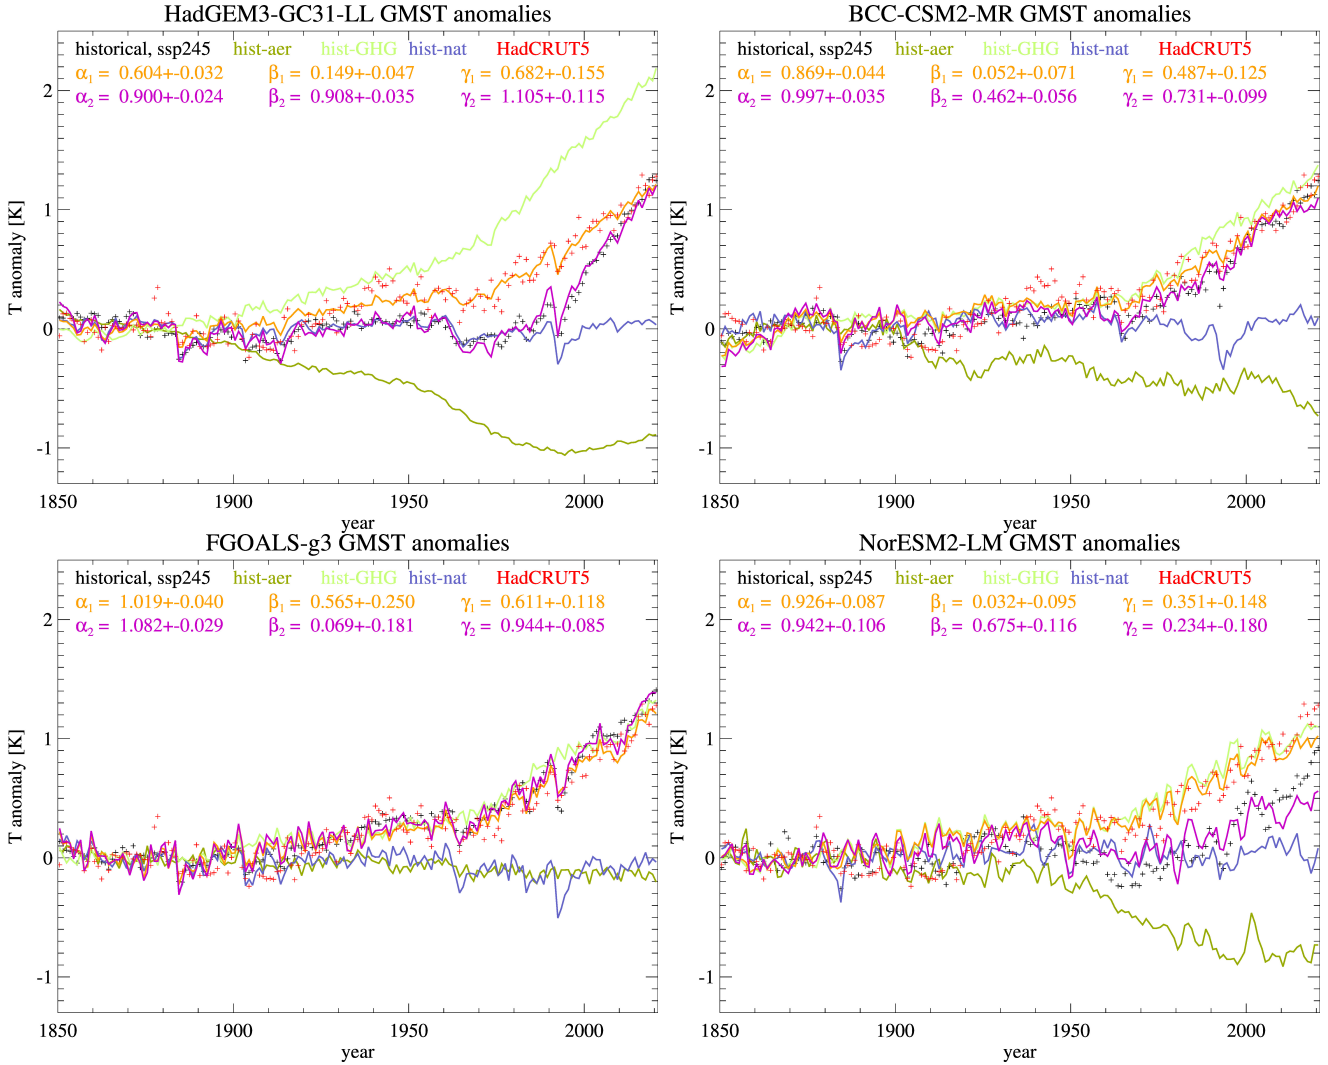 HadGEM3-GC31-LL GMST anomalies
historical, ssp245 hist-aer hist-GHG hist-nat HadCRUT5
α1 = 0.604+-0.032 β1 = 0.149+-0.047 γ1 = 0.682+-0.155
α2 = 0.900+-0.024 β2 = 0.908+-0.035 γ2 = 1.105+-0.115
2
1
0
-1
T anomaly [K]
1850 1900 1950 2000
year
BCC-CSM2-MR GMST anomalies
historical, ssp245 hist-aer hist-GHG hist-nat HadCRUT5
α1 = 0.869+-0.044 β1 = 0.052+-0.071 γ1 = 0.487+-0.125
α2 = 0.997+-0.035 β2 = 0.462+-0.056 γ2 = 0.731+-0.099
2
1
0
-1
T anomaly [K]
1850 1900 1950 2000
year
FGOALS-g3 GMST anomalies
historical, ssp245 hist-aer hist-GHG hist-nat HadCRUT5
α1 = 1.019+-0.040 β1 = 0.565+-0.250 γ1 = 0.611+-0.118
α2 = 1.082+-0.029 β2 = 0.069+-0.181 γ2 = 0.944+-0.085
2
1
0
-1
T anomaly [K]
1850 1900 1950 2000
year
NorESM2-LM GMST anomalies
historical, ssp245 hist-aer hist-GHG hist-nat HadCRUT5
α1 = 0.926+-0.087 β1 = 0.032+-0.095 γ1 = 0.351+-0.148
α2 = 0.942+-0.106 β2 = 0.675+-0.116 γ2 = 0.234+-0.180
2
1
0
-1
T anomaly [K]
1850 1900 1950 2000
year